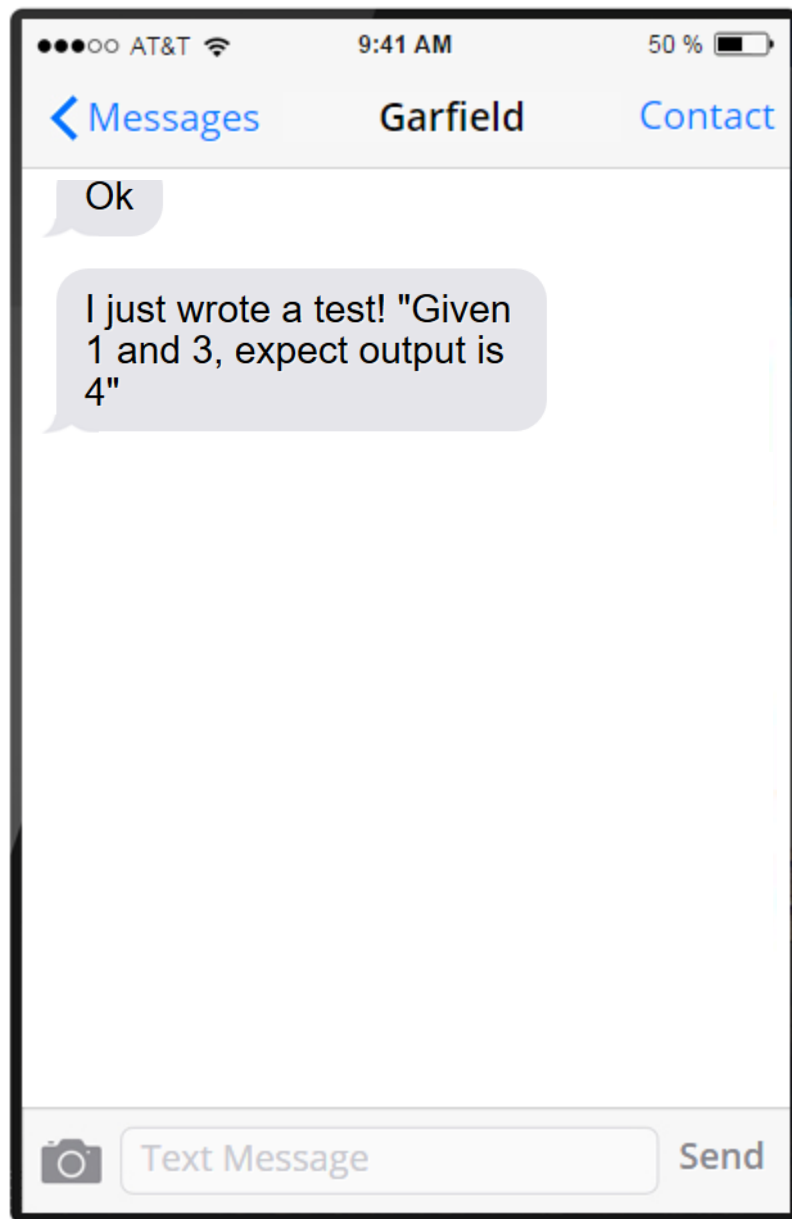 AT&T 9:41 AM 50 %
Messages Garfield Contact
Ok
I just wrote a test! "Given
1 and 3, expect output is
4"
Text Message Send